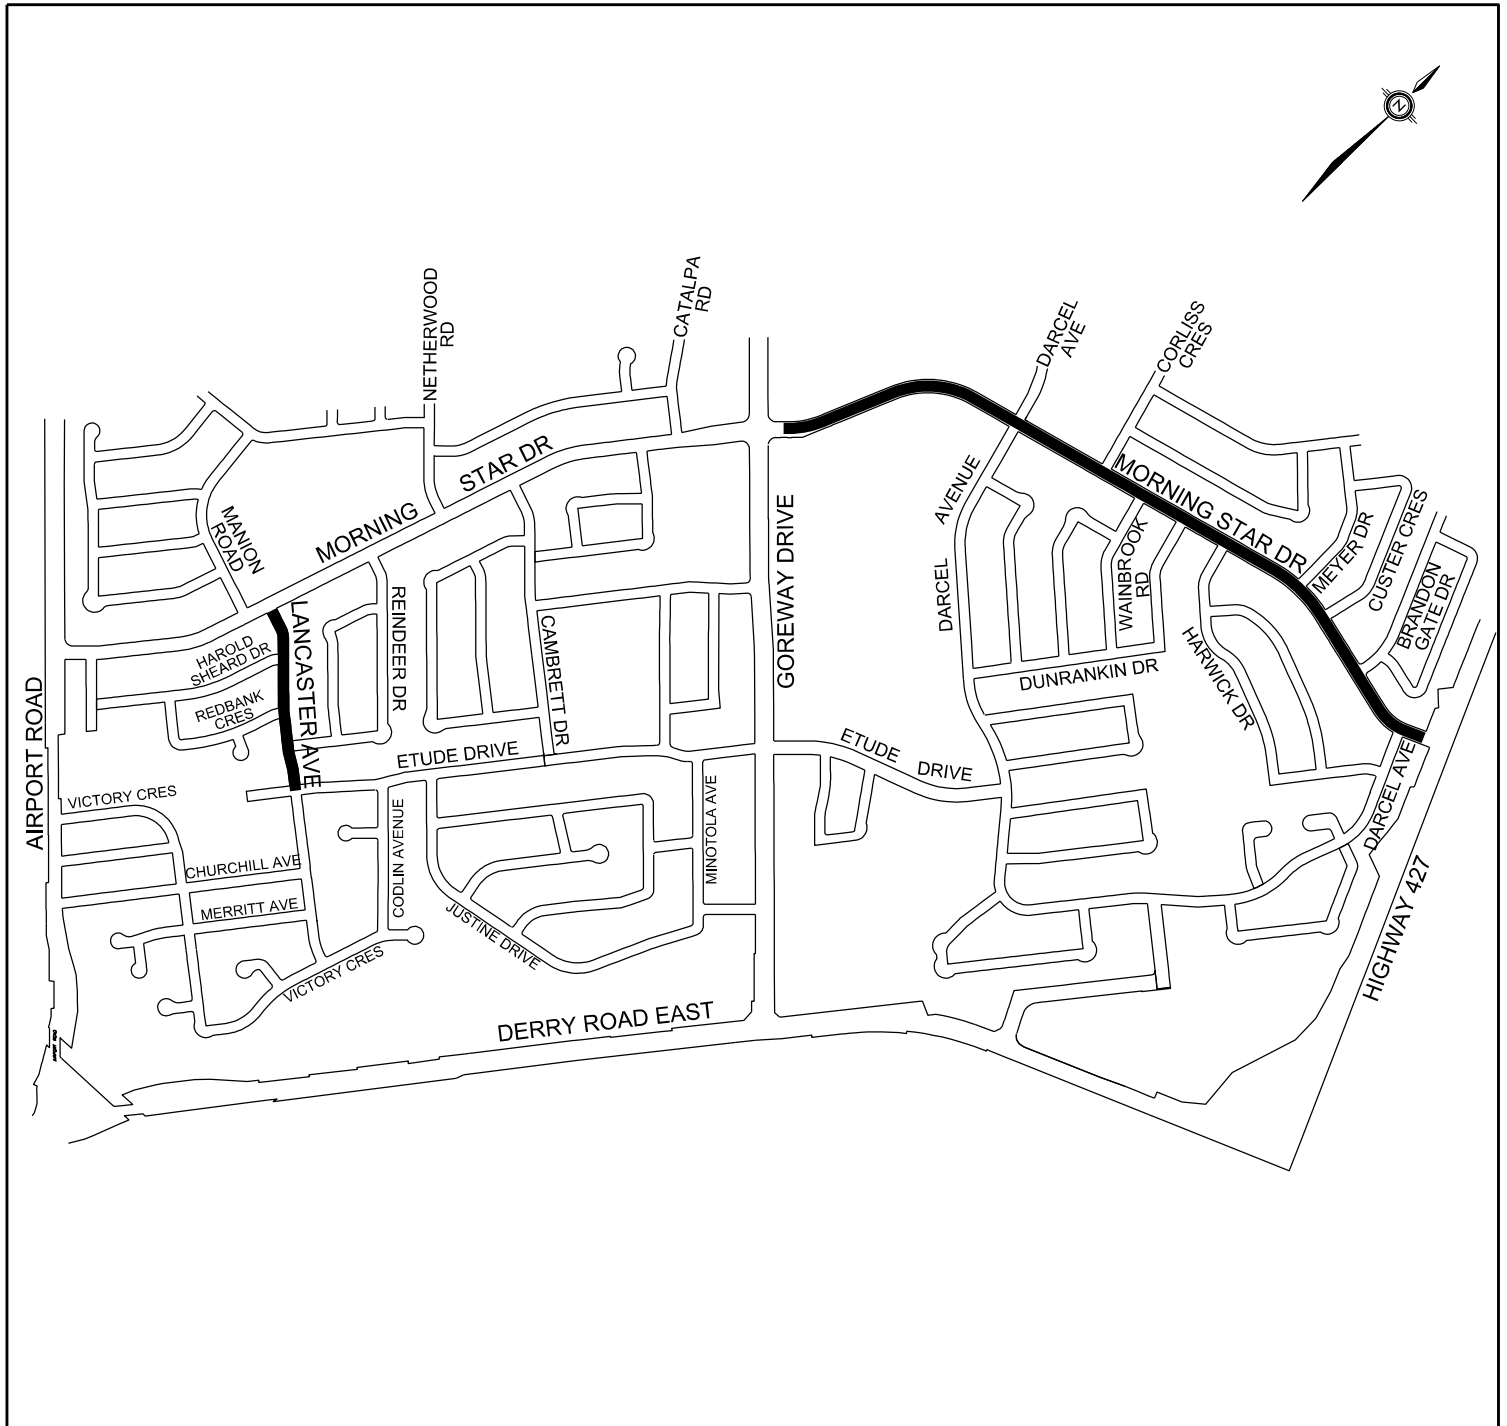 N
NETHERWOOD
RD
CATALPA
RD
DARCEL
AVE
CORLISS
CRES
MORNING
STAR DR
MANION
ROAD
AVENUE
DARCEL
MORNING STAR DR
MEYER DR
CUSTER CRES
BRANDON
GATE DR
WAINBROOK
RD
GOREWAY DRIVE
LANCASTER AVE
REINDEER DR
CAMBRETT DR
HAROLD
SHEARD DR
REDBANK
CRES
DUNRANKIN DR
HARWICK DR
AIRPORT ROAD
ETUDE DRIVE
ETUDE
DRIVE
VICTORY CRES
CODLIN AVENUE
MINOTOLA AVE
DARCEL AVE
CHURCHILL AVE
MERRITT AVE
JUSTINE DRIVE
VICTORY CRES
HIGHWAY 427
DERRY ROAD EAST